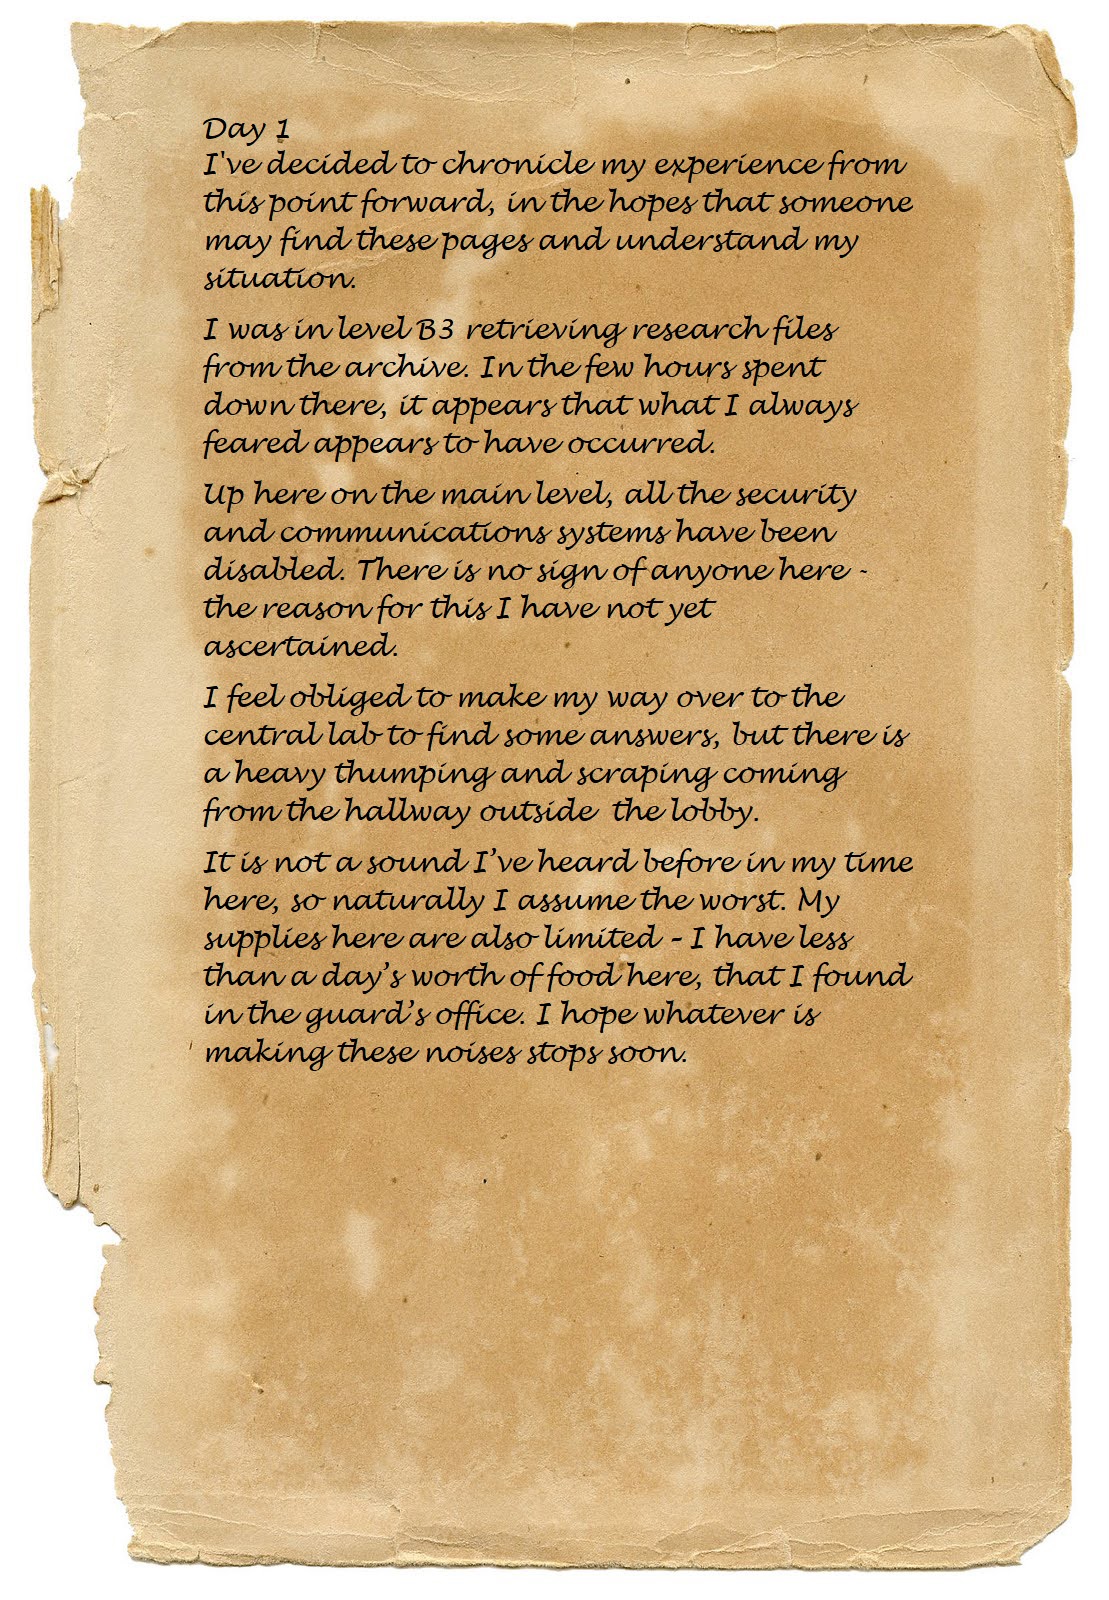 Day 1
I've decided to chronicle my experience from
this point forward, in the hopes that someone
may find these pages and understand my
situation.
I was in level B3 retrieving research files
from the archive. In the few hours spent
down there, it appears that what I always
feared appears to have occurred.
Up here on the main level, all the security
and communications systems have been
disabled. There is no sign of anyone here -
the reason for this I have not yet
ascertained.
I feel obliged to make my way over to the
central lab to find some answers, but there is
a heavy thumping and scraping coming
from the hallway outside  the lobby.
It is not a sound I’ve heard before in my time
here, so naturally I assume the worst. My
supplies here are also limited – I have less
than a day’s worth of food here, that I found
in the guard’s office. I hope whatever is
making these noises stops soon.